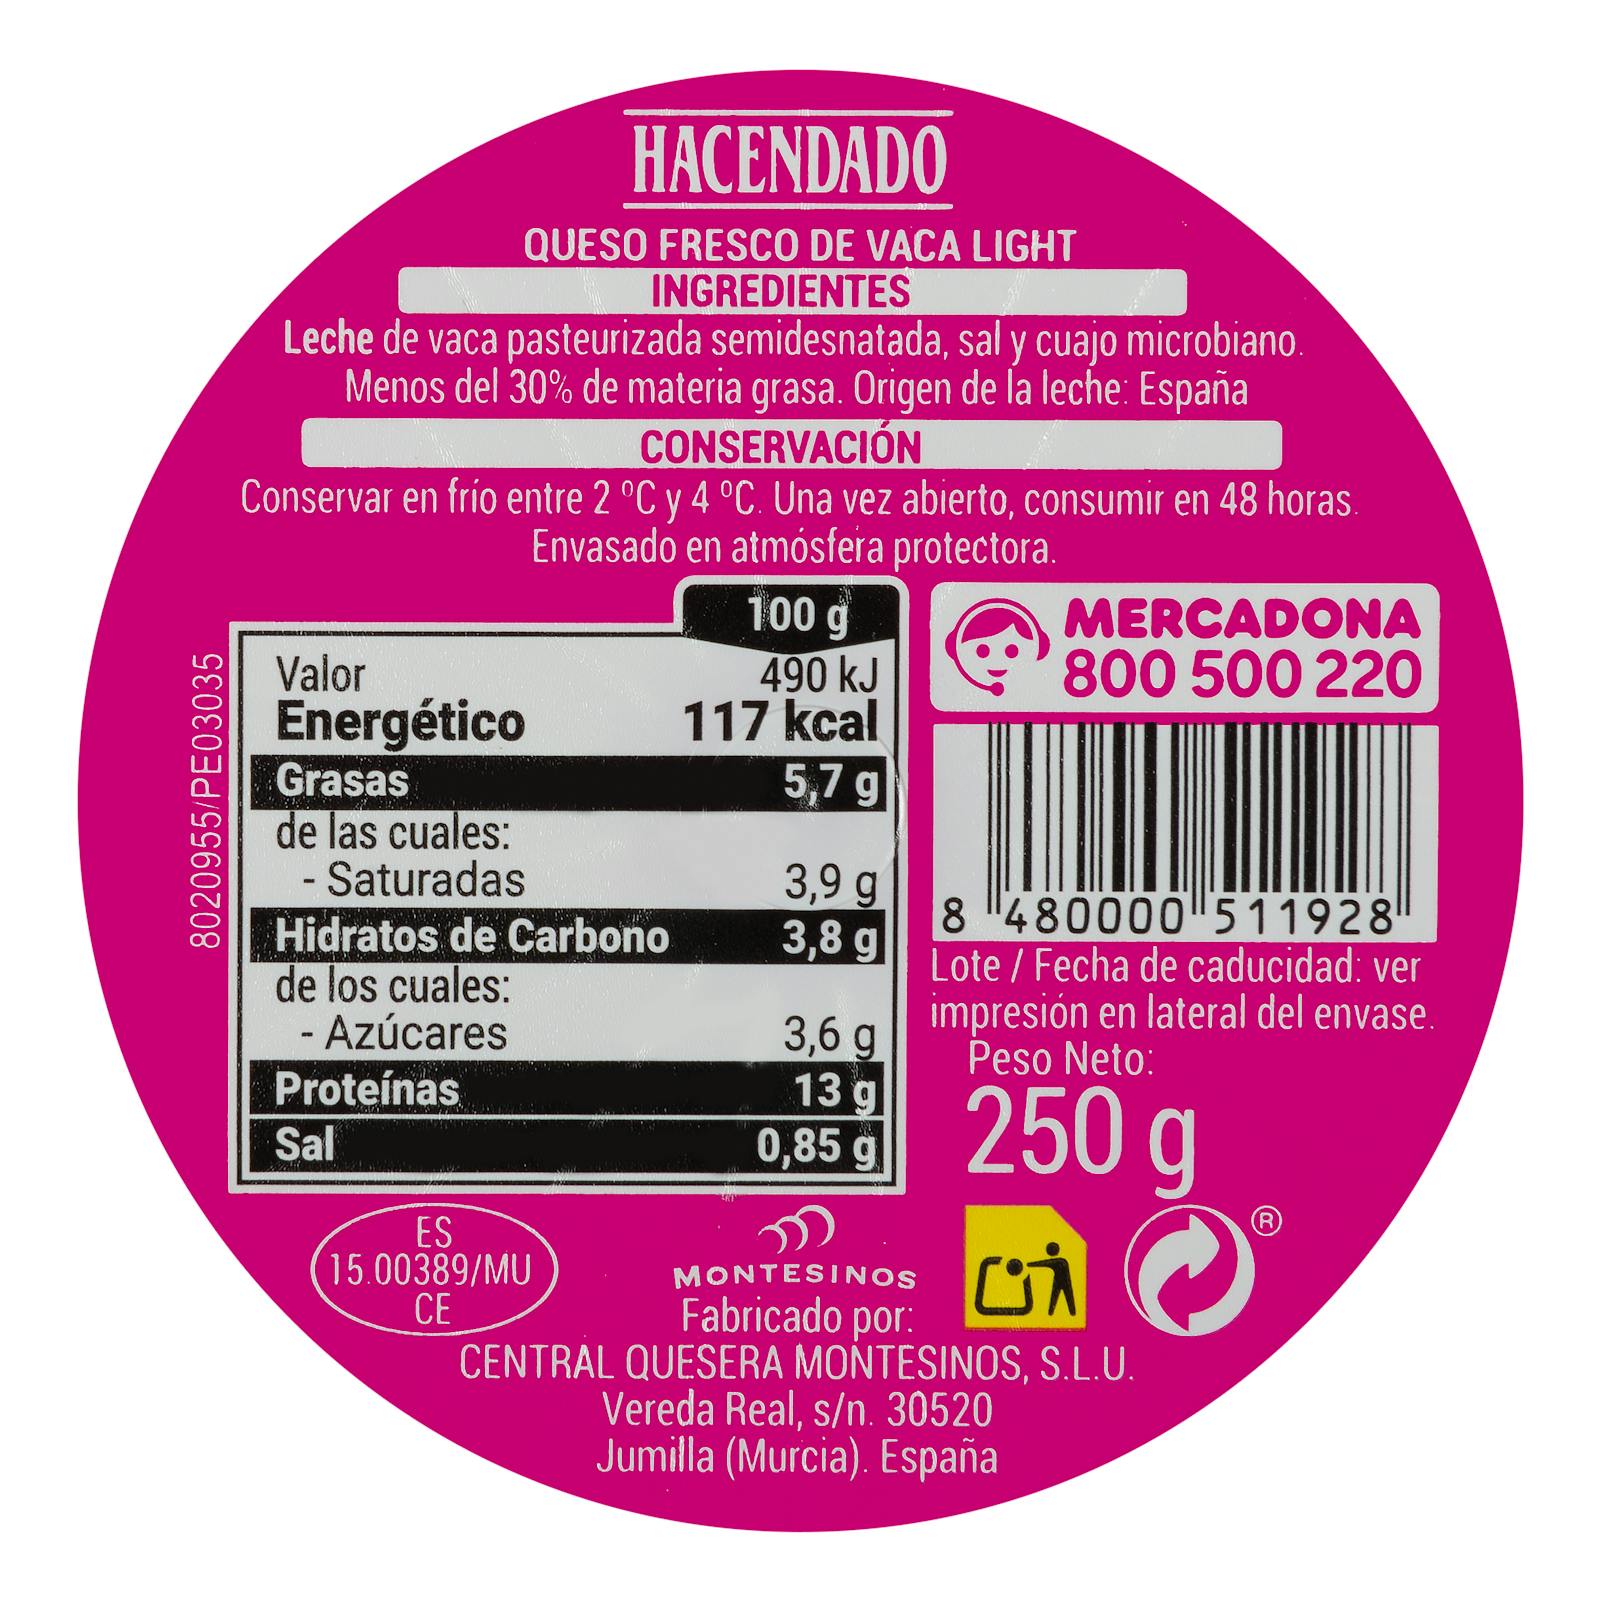 HACENDADO
QUESO FRESCO DE VACA LIGHT
INGREDIENTES
Leche de vaca pasteurizada semidesnatada, sal y cuajo microbiano.
Menos del 30% de materia grasa. Origen de la leche: España
CONSERVACIÓN
Conservar en frío entre 2 ºC y 4 ºC. Una vez abierto, consumir en 48 horas.
Envasado en atmósfera protectora.
8020955/PE03035
100 g
Valor 490 kJ
Energético 117 kcal
Grasas 5,7 g
de las cuales:
- Saturadas 3,9 g
Hidratos de Carbono 3,8 g
de los cuales:
- Azúcares 3,6 g
Proteínas 13 g
Sal 0,85 g
MERCADONA
800 500 220
8 480000 511928
Lote / Fecha de caducidad: ver
impresión en lateral del envase.
Peso Neto:
250 g
ES
15.00389/MU
CE
MONTESINOS
®
Fabricado por:
CENTRAL QUESERA MONTESINOS, S.L.U.
Vereda Real, s/n. 30520
Jumilla (Murcia). España